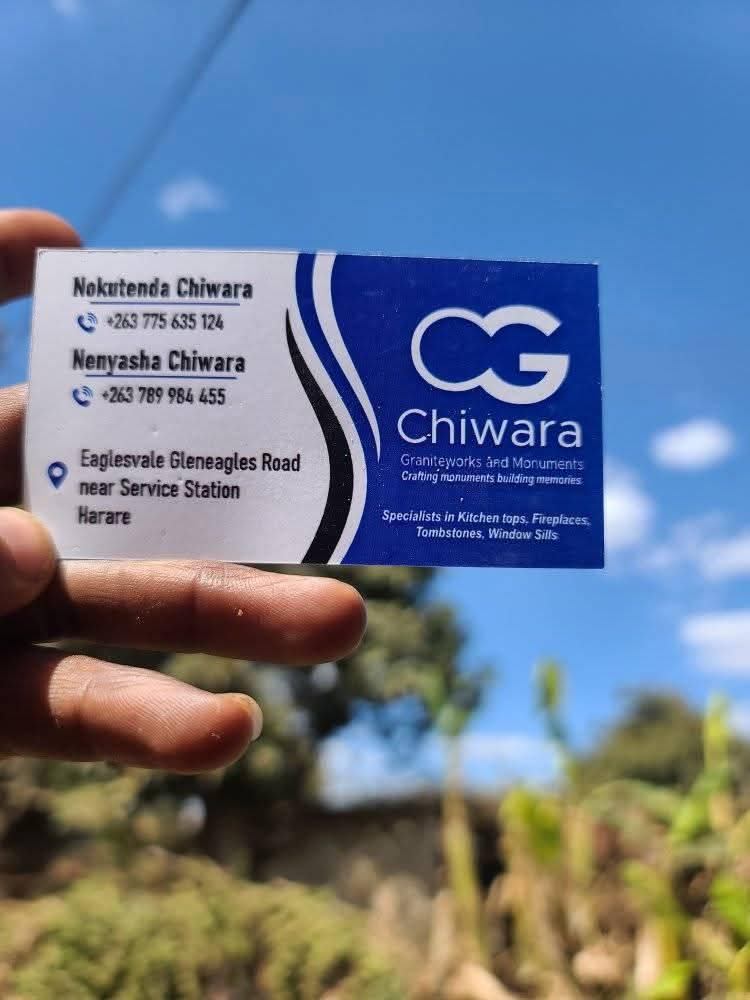 Nokutenda Chiwara
+263 775 635 124
Nenyasha Chiwara
+263 789 984 455
Eaglesvale Gleneagles Road
near Service Station
Harare
CG
Chiwara
Graniteworks and Monuments
Crafting monuments building memories
Specialists in Kitchen tops, Fireplaces,
Tombstones, Window Sills